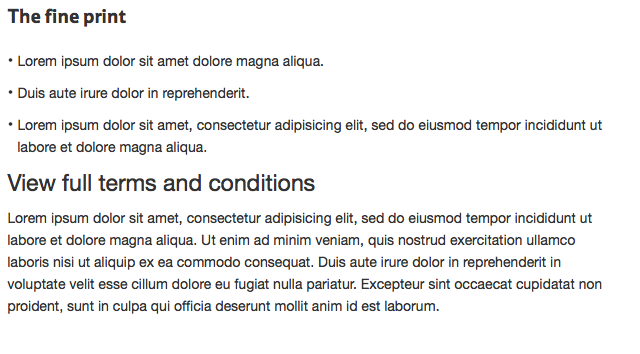 The fine print
• Lorem ipsum dolor sit amet dolore magna aliqua.
• Duis aute irure dolor in reprehenderit.
• Lorem ipsum dolor sit amet, consectetur adipisicing elit, sed do eiusmod tempor incididunt ut
labore et dolore magna aliqua.
View full terms and conditions
Lorem ipsum dolor sit amet, consectetur adipisicing elit, sed do eiusmod tempor incididunt ut
labore et dolore magna aliqua. Ut enim ad minim veniam, quis nostrud exercitation ullamco
laboris nisi ut aliquip ex ea commodo consequat. Duis aute irure dolor in reprehenderit in
voluptate velit esse cillum dolore eu fugiat nulla pariatur. Excepteur sint occaecat cupidatat non
proident, sunt in culpa qui officia deserunt mollit anim id est laborum.